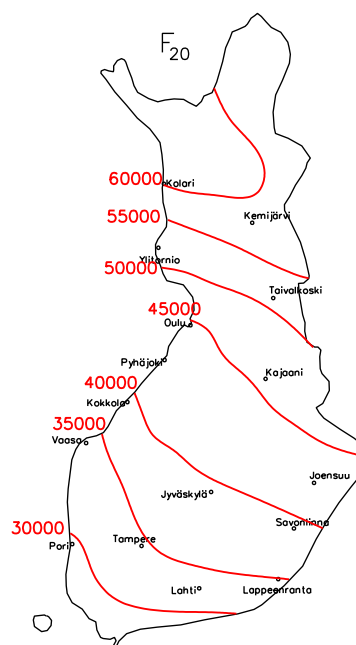 F20
60000
Kolari
55000
Kemijärvi
Ylitornio
50000
Taivalkoski
45000
Oulu
Pyhäjoki
Kajaani
40000
Kokkola
35000
Vaasa
Joensuu
Jyväskylä
30000
Savonlinna
Pori
Tampere
Lahti
Lappeenranta